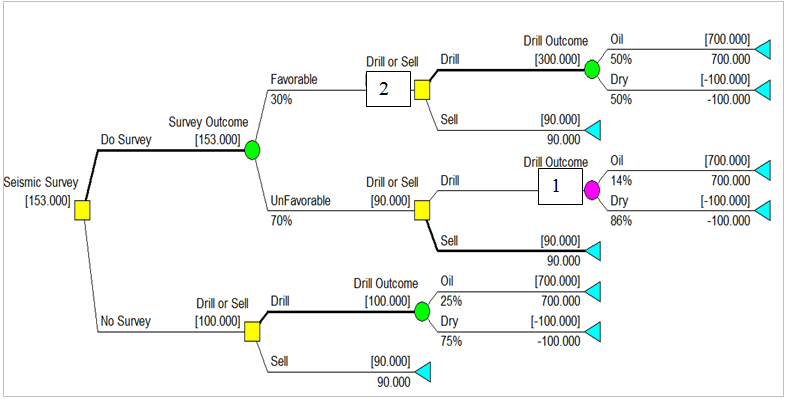 Drill Outcome
[300.000]
Oil
[700.000]
50%
700.000
Dry
[-100.000]
50%
-100.000
Drill or Sell
2
Drill
Sell
[90.000]
90.000
Favorable
30%
Survey Outcome
[153.000]
Do Survey
Seismic Survey
[153.000]
UnFavorable
70%
Drill or Sell
[90.000]
Drill
Drill Outcome
1
Oil
[700.000]
14%
700.000
Dry
[-100.000]
86%
-100.000
Sell
[90.000]
90.000
No Survey
Drill or Sell
[100.000]
Drill
Drill Outcome
[100.000]
Oil
[700.000]
25%
700.000
Dry
[-100.000]
75%
-100.000
Sell
[90.000]
90.000